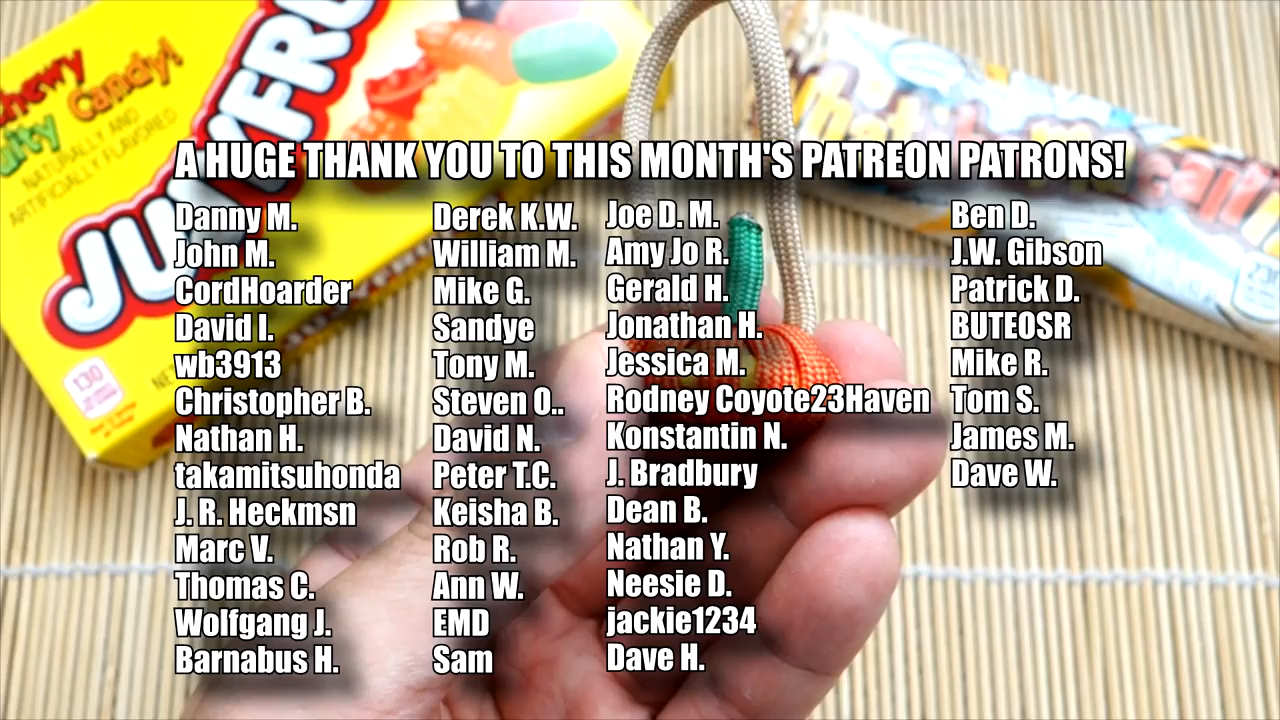 A HUGE THANK YOU TO THIS MONTH'S PATREON PATRONS!
Danny M.
John M.
CordHoarder
David I.
wb3913
Christopher B.
Nathan H.
takamitsuhonda
J. R. Heckmsn
Marc V.
Thomas C.
Wolfgang J.
Barnabus H.
Derek K.W.
William M.
Mike G.
Sandye
Tony M.
Steven O..
David N.
Peter T.C.
Keisha B.
Rob R.
Ann W.
EMD
Sam
Joe D. M.
Amy Jo R.
Gerald H.
Jonathan H.
Jessica M.
Rodney Coyote23Haven
Konstantin N.
J. Bradbury
Dean B.
Nathan Y.
Neesie D.
jackie1234
Dave H.
Ben D.
J.W. Gibson
Patrick D.
BUTEOSR
Mike R.
Tom S.
James M.
Dave W.
Candy!
NATURALLY AND
ARTIFICIALLY FLAVORED
130